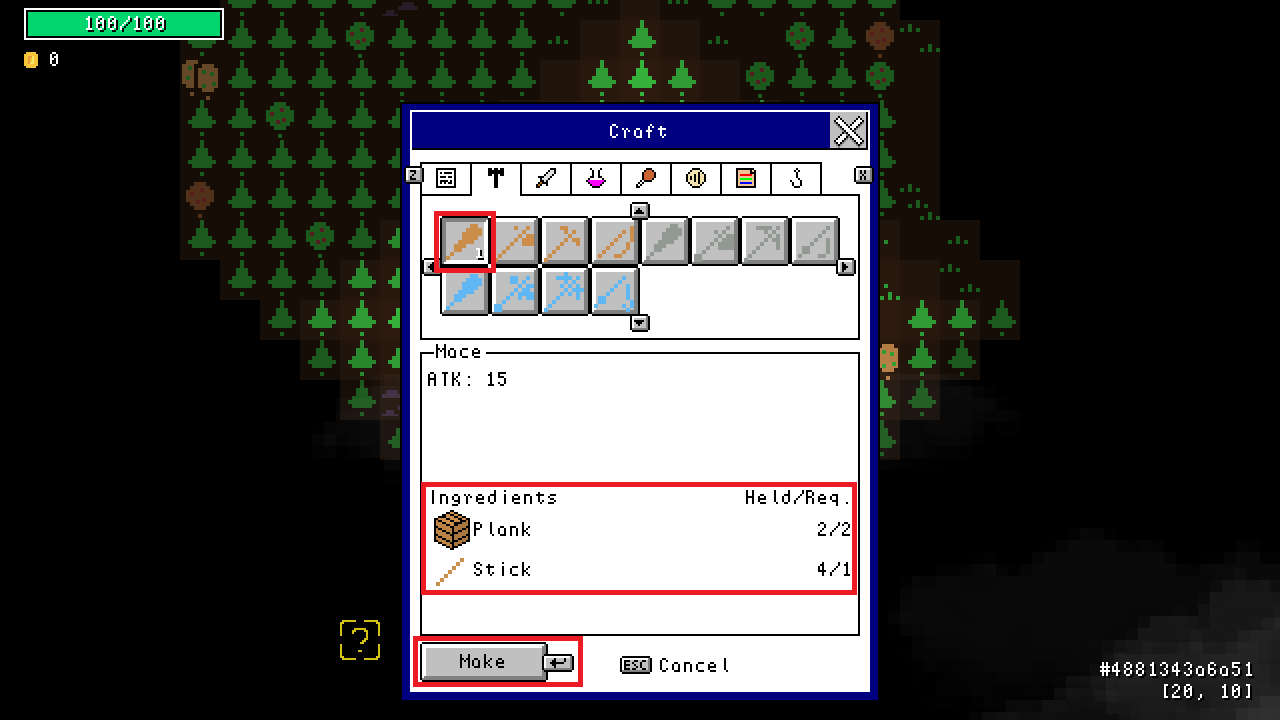 100/100
0
Craft
Z
X
1
Mace
ATK: 15
Ingredients Held/Req.
Plank 2/2
Stick 4/1
?
Make
ESC Cancel
#4881343a6a51
[20, 10]